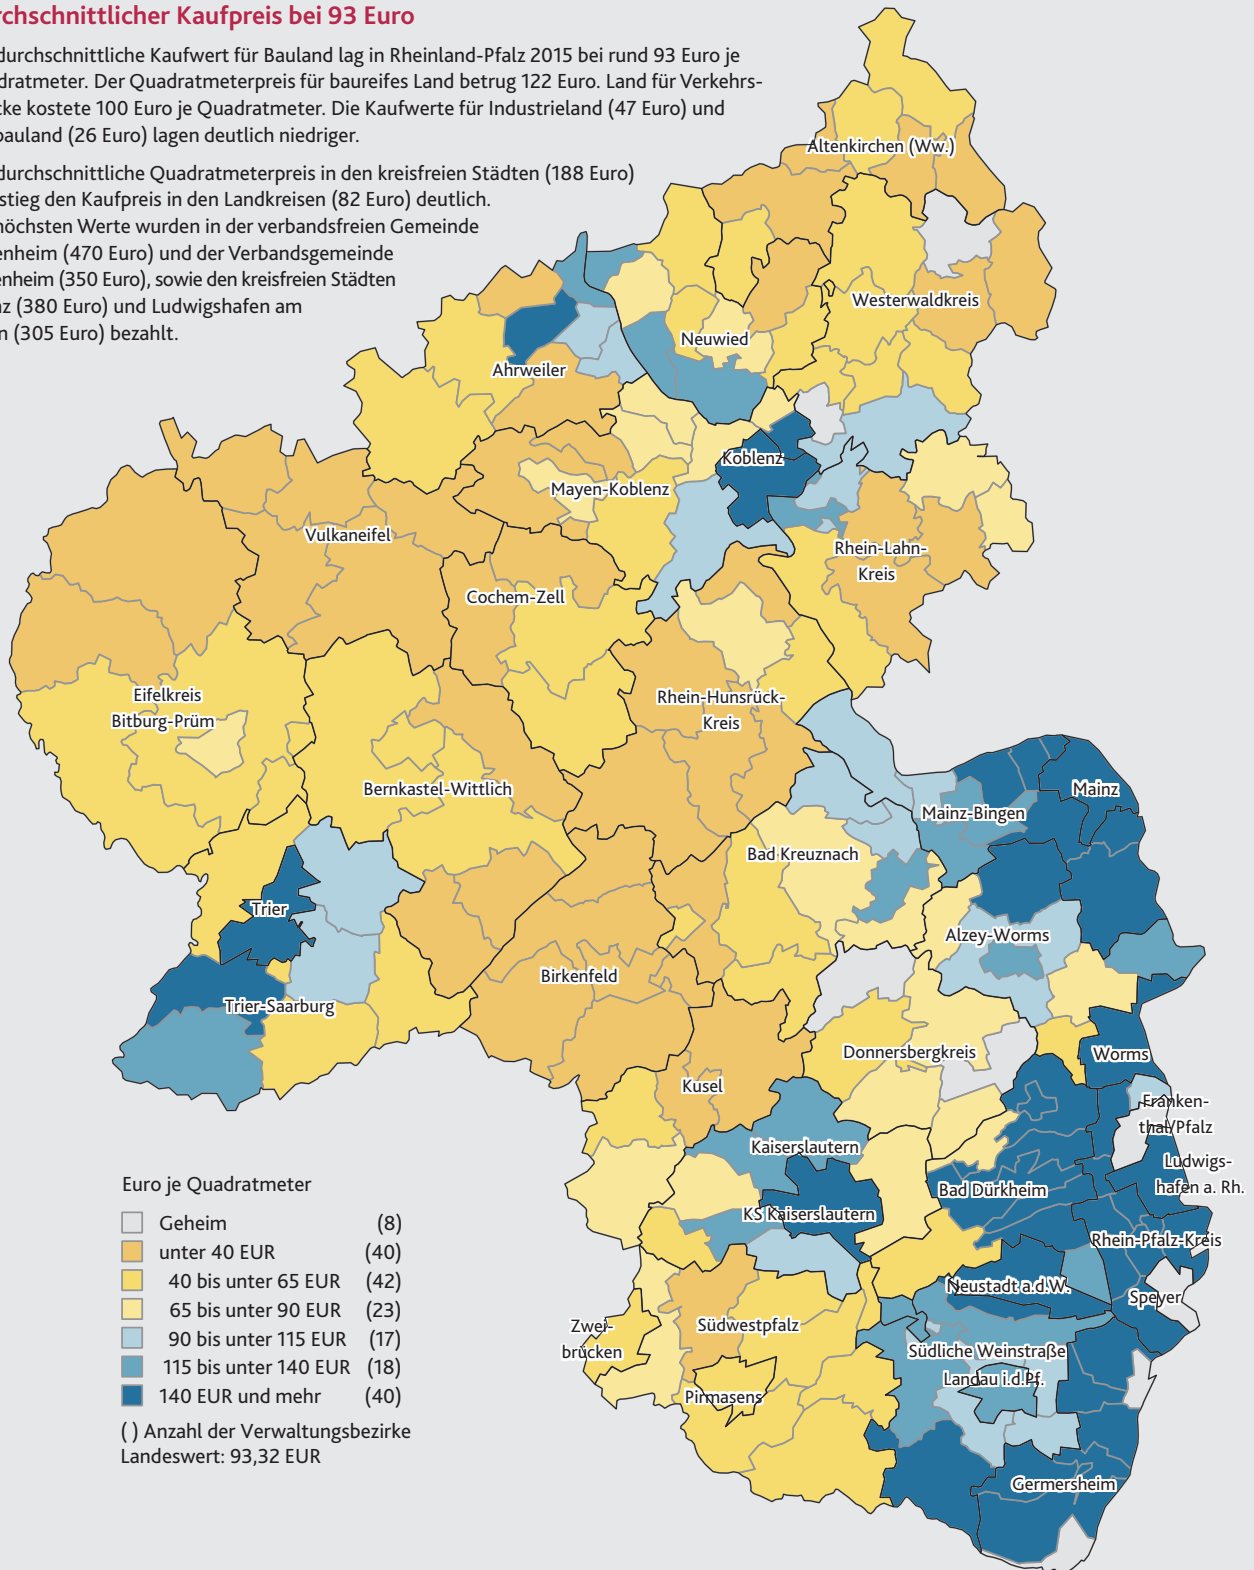 rchschnittlicher Kaufpreis bei 93 Euro
durchschnittliche Kaufwert für Bauland lag in Rheinland-Pfalz 2015 bei rund 93 Euro je
dratmeter. Der Quadratmeterpreis für baureifes Land betrug 122 Euro. Land für Verkehrs-
cke kostete 100 Euro je Quadratmeter. Die Kaufwerte für Industrieland (47 Euro) und
bauland (26 Euro) lagen deutlich niedriger.
durchschnittliche Quadratmeterpreis in den kreisfreien Städten (188 Euro)
stieg den Kaufpreis in den Landkreisen (82 Euro) deutlich.
höchsten Werte wurden in der verbandsfreien Gemeinde
enheim (470 Euro) und der Verbandsgemeinde
enheim (350 Euro), sowie den kreisfreien Städten
nz (380 Euro) und Ludwigshafen am
n (305 Euro) bezahlt.
Altenkirchen (Ww.)
Westerwaldkreis
Neuwied
Ahrweiler
Koblenz
Mayen-Koblenz
Vulkaneifel
Rhein-Lahn-
Kreis
Cochem-Zell
Eifelkreis
Bitburg-Prüm
Rhein-Hunsrück-
Kreis
Bernkastel-Wittlich
Mainz
Mainz-Bingen
Bad Kreuznach
Trier
Alzey-Worms
Birkenfeld
Trier-Saarburg
Donnersbergkreis
Worms
Kusel
Franken-
thal/Pfalz
Kaiserslautern
Ludwigs-
hafen a. Rh.
Bad Dürkheim
KS Kaiserslautern
Rhein-Pfalz-Kreis
Neustadt a.d.W.
Speyer
Zwei-
brücken
Südwestpfalz
Südliche Weinstraße
Landau i.d.Pf.
Pirmasens
Germersheim
Euro je Quadratmeter
Geheim (8)
unter 40 EUR (40)
40 bis unter 65 EUR (42)
65 bis unter 90 EUR (23)
90 bis unter 115 EUR (17)
115 bis unter 140 EUR (18)
140 EUR und mehr (40)
( ) Anzahl der Verwaltungsbezirke
Landeswert: 93,32 EUR